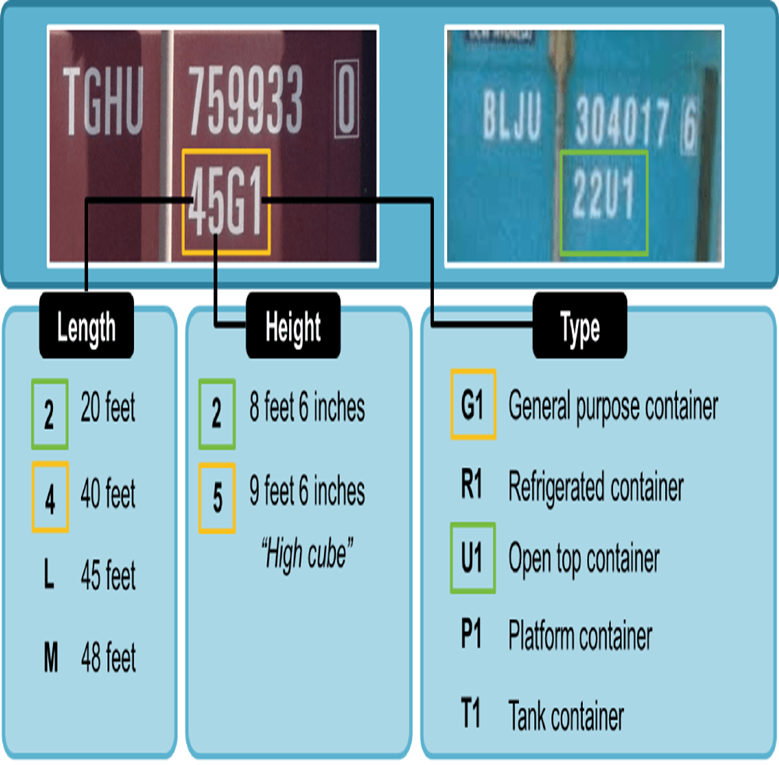 TGHU 759933 0
45G1
BLJU 304017 6
22U1
Length
2 20 feet
4 40 feet
L 45 feet
M 48 feet
Height
2 8 feet 6 inches
5 9 feet 6 inches
“High cube”
Type
G1 General purpose container
R1 Refrigerated container
U1 Open top container
P1 Platform container
T1 Tank container